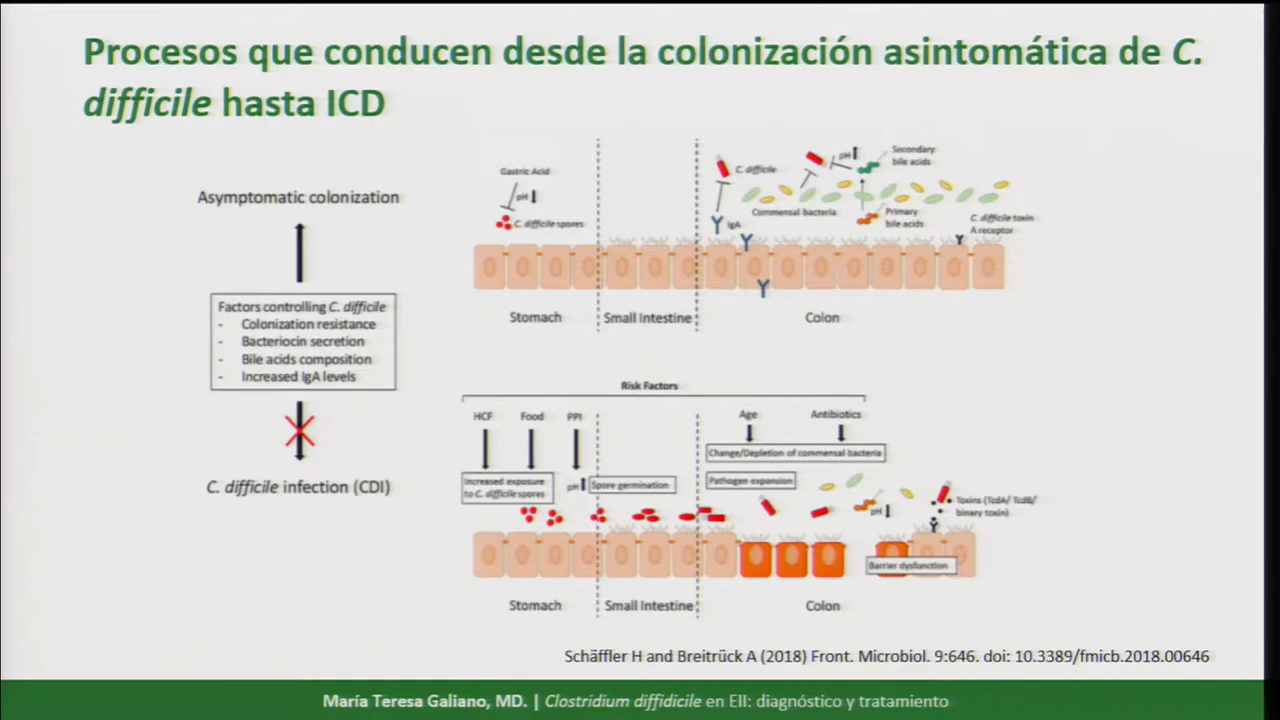 Procesos que conducen desde la colonización asintomática de C.
difficile hasta ICD
Asymptomatic colonization
Factors controlling C. difficile
- Colonization resistance
- Bacteriocin secretion
- Bile acids composition
- Increased IgA levels
C. difficile infection (CDI)
Gastric Acid
pH
C. difficile spores
C. difficile
pH
Secondary
bile acids
Commensal bacteria
IgA
Primary
bile acids
C. difficile toxin
A receptor
Stomach
Small Intestine
Colon
Risk Factors
HCF
Food
PPI
Age
Antibiotics
Change/Depletion of commensal bacteria
Increased exposure
to C. difficile spores
pH
Spore germination
Pathogen expansion
pH
Toxins (TcdA/ TcdB/
binary toxin)
Barrier dysfunction
Stomach
Small Intestine
Colon
Schäffler H and Breitrück A (2018) Front. Microbiol. 9:646. doi: 10.3389/fmicb.2018.00646
María Teresa Galiano, MD. | Clostridium diffidicile en EII: diagnóstico y tratamiento